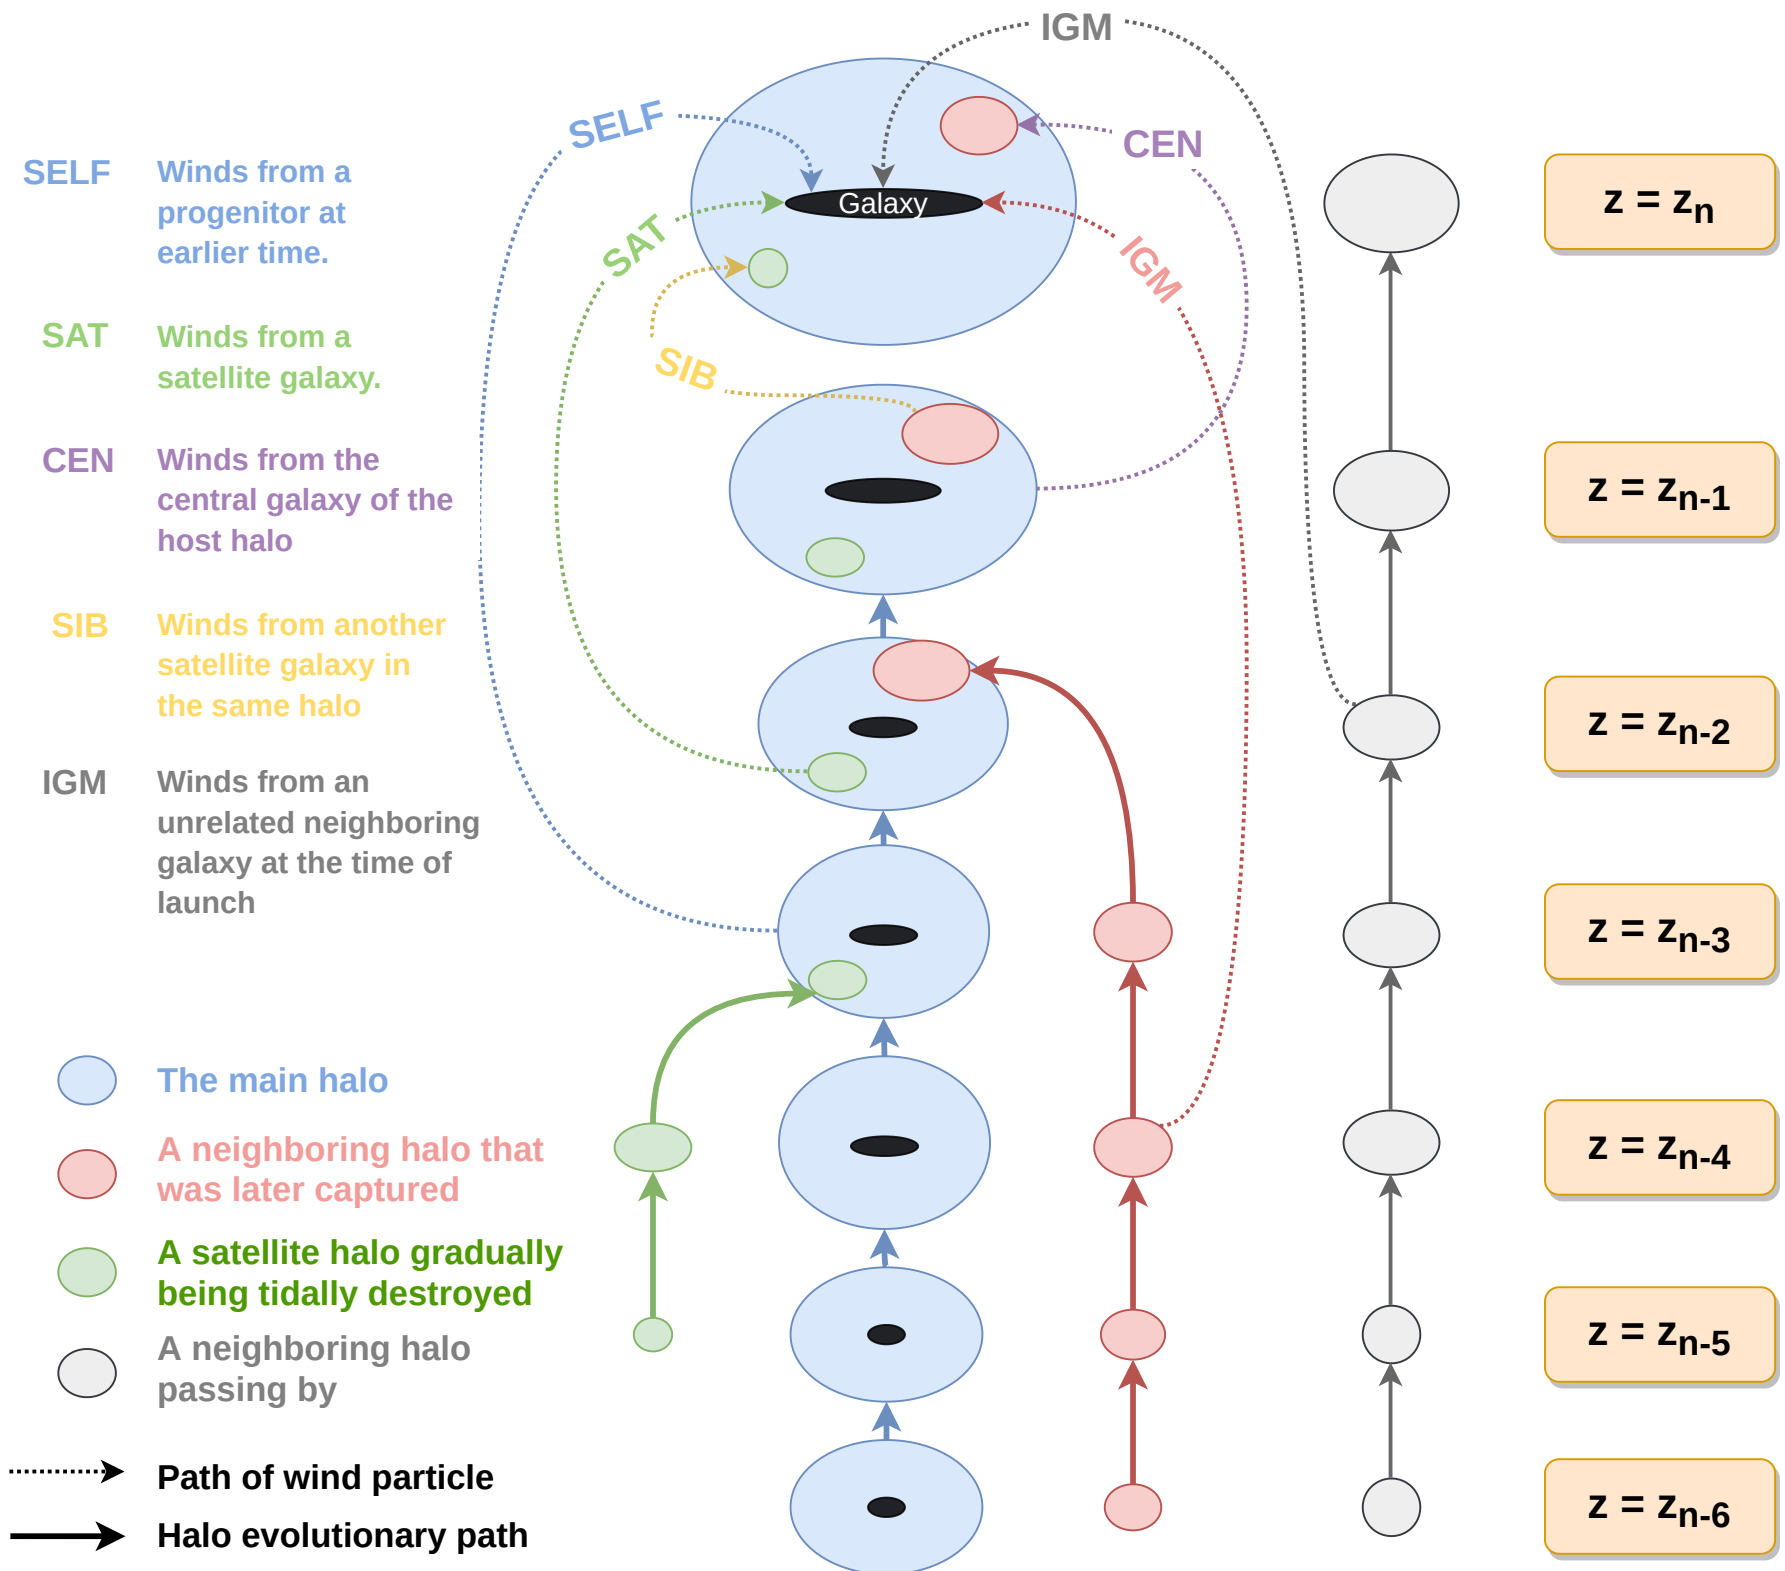 IGM
SELF
CEN
Galaxy
SAT
IGM
SIB
SELF
Winds from a
progenitor at
earlier time.
SAT
Winds from a
satellite galaxy.
CEN
Winds from the
central galaxy of the
host halo
SIB
Winds from another
satellite galaxy in
the same halo
IGM
Winds from an
unrelated neighboring
galaxy at the time of
launch
The main halo
A neighboring halo that
was later captured
A satellite halo gradually
being tidally destroyed
A neighboring halo
passing by
Path of wind particle
Halo evolutionary path
z = zn
z = zn-1
z = zn-2
z = zn-3
z = zn-4
z = zn-5
z = zn-6